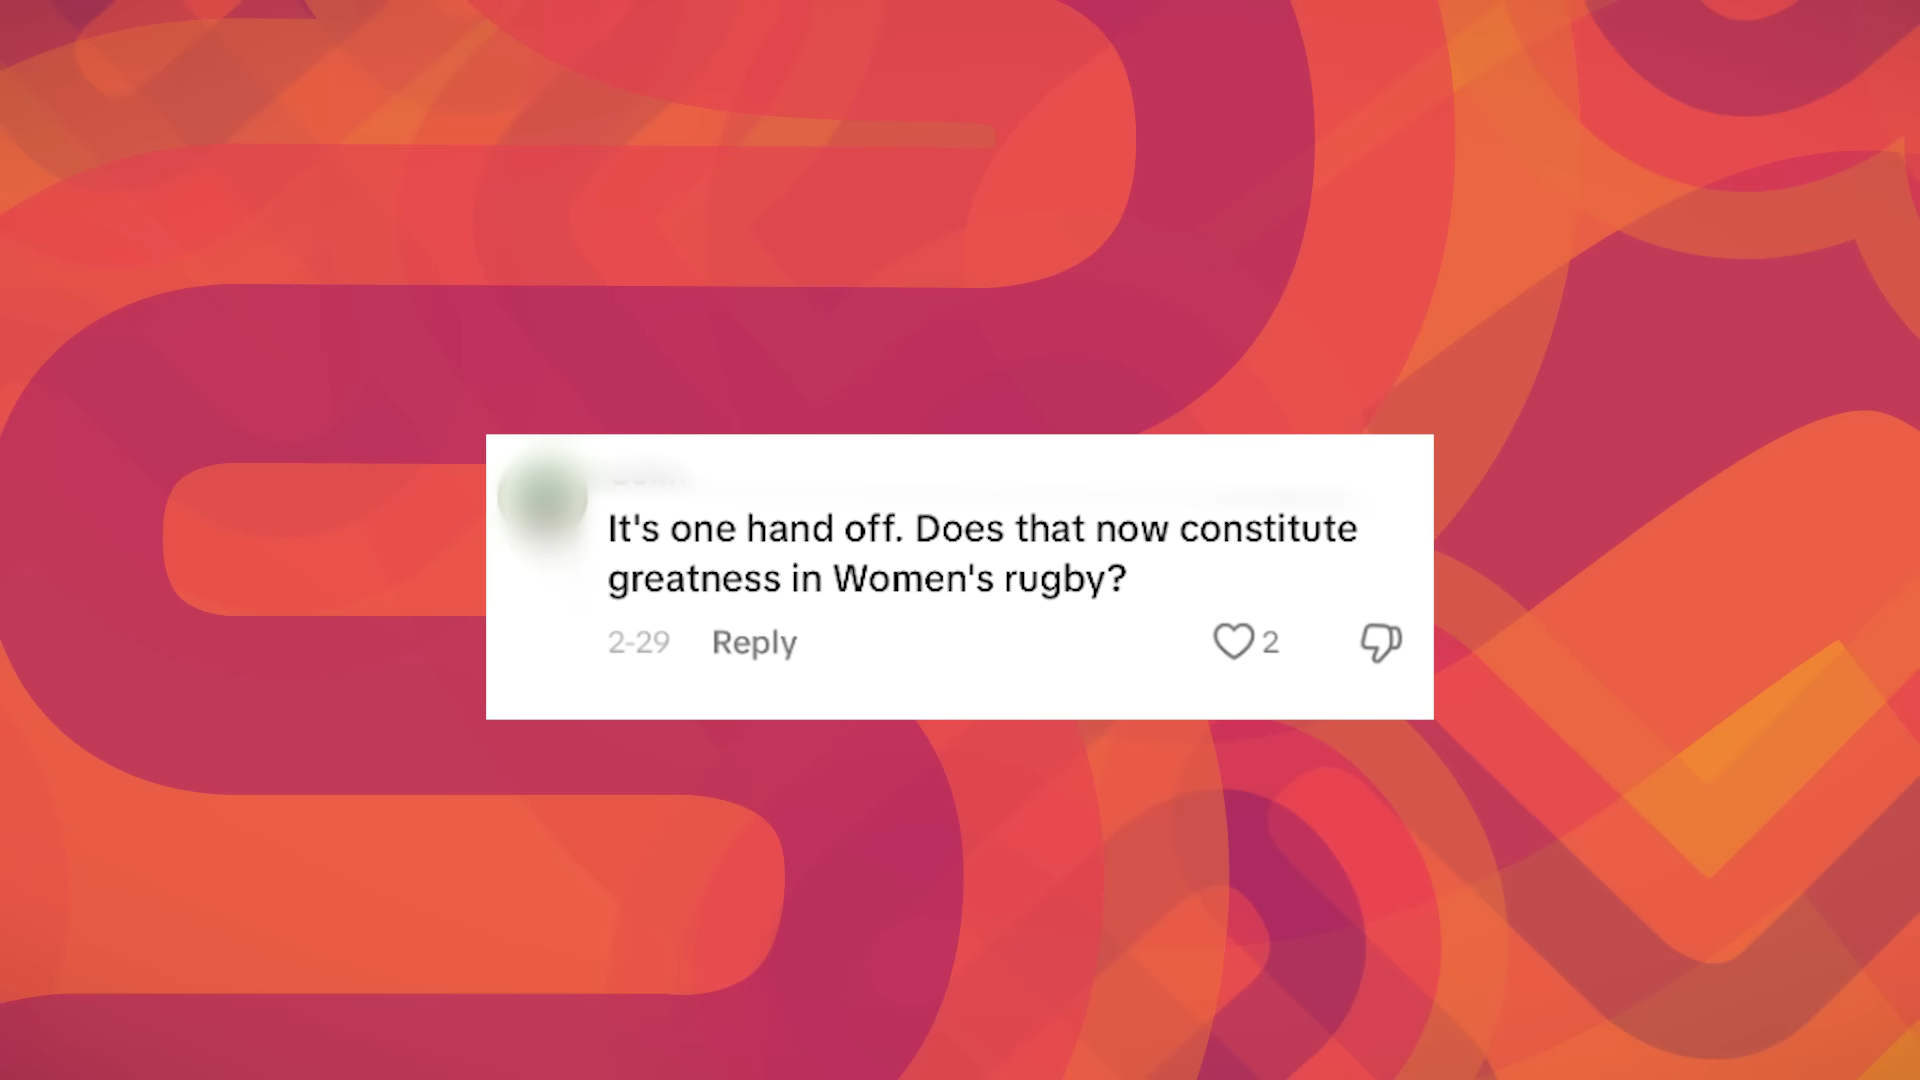 It's one hand off. Does that now constitute
greatness in Women's rugby?
2-29 Reply 2